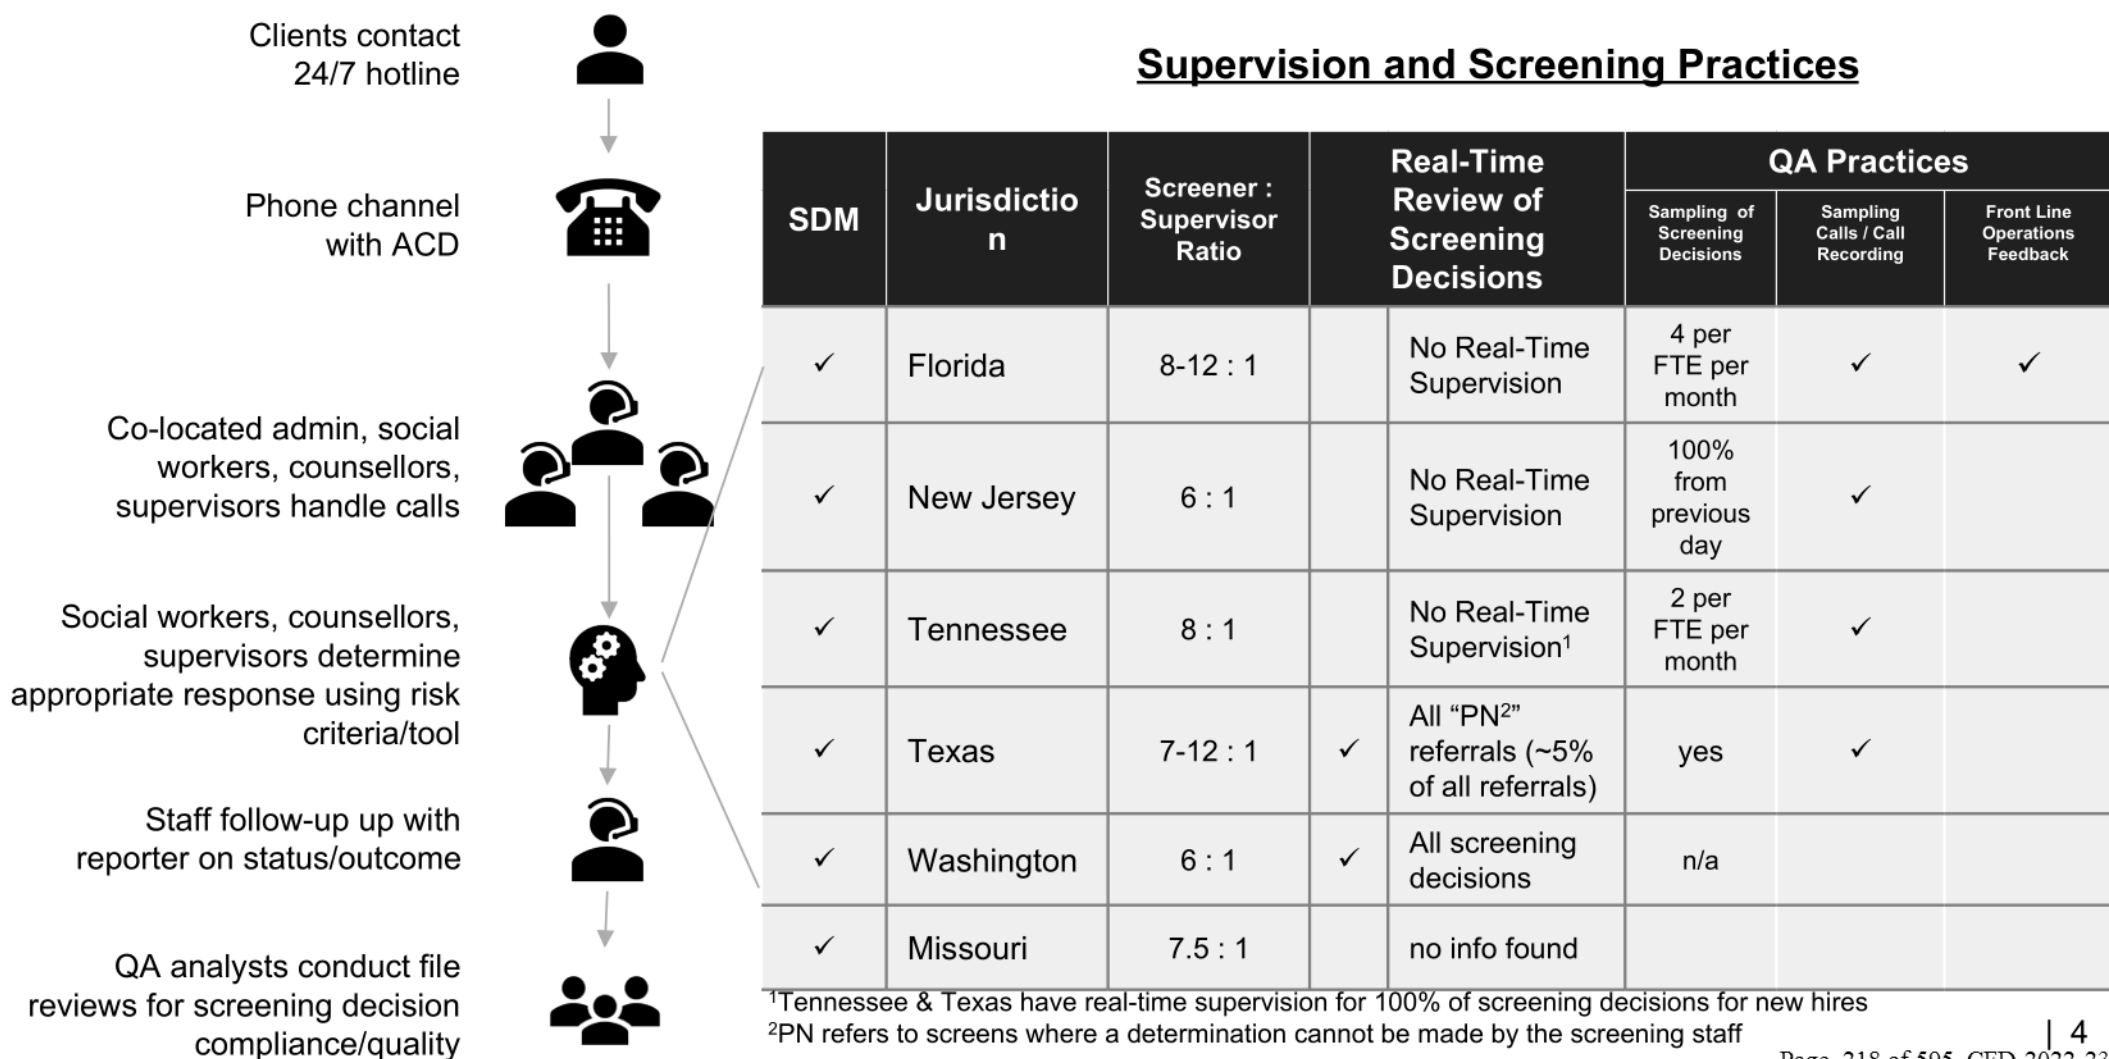 Clients contact
24/7 hotline
Phone channel
with ACD
Co-located admin, social
workers, counsellors,
supervisors handle calls
Social workers, counsellors,
supervisors determine
appropriate response using risk
criteria/tool
Staff follow-up up with
reporter on status/outcome
QA analysts conduct file
reviews for screening decision
compliance/quality
Supervision and Screening Practices
SDM
Jurisdictio
n
Screener :
Supervisor
Ratio
Real-Time
Review of
Screening
Decisions
QA Practices
Sampling of
Screening
Decisions
Sampling
Calls / Call
Recording
Front Line
Operations
Feedback
✓
Florida
8-12 : 1
No Real-Time
Supervision
4 per
FTE per
month
✓
✓
✓
New Jersey
6 : 1
No Real-Time
Supervision
100%
from
previous
day
✓
✓
Tennessee
8 : 1
No Real-Time
Supervision¹
2 per
FTE per
month
✓
✓
Texas
7-12 : 1
✓
All “PN²”
referrals (~5%
of all referrals)
yes
✓
✓
Washington
6 : 1
✓
All screening
decisions
n/a
✓
Missouri
7.5 : 1
no info found
¹Tennessee & Texas have real-time supervision for 100% of screening decisions for new hires
²PN refers to screens where a determination cannot be made by the screening staff
| 4